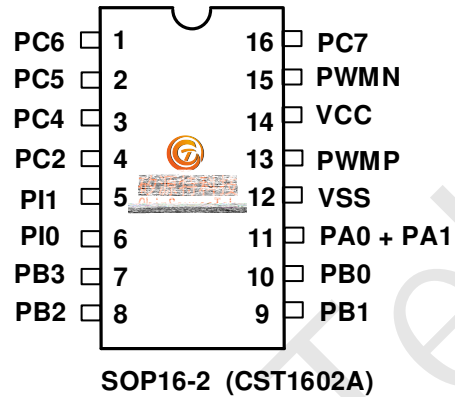 PC6 1 16 PC7
PC5 2 15 PWMN
PC4 3 14 VCC
PC2 4 13 PWMP
PI1 5 12 VSS
PI0 6 11 PA0 + PA1
PB3 7 10 PB0
PB2 8 9 PB1
SOP16-2 (CST1602A)